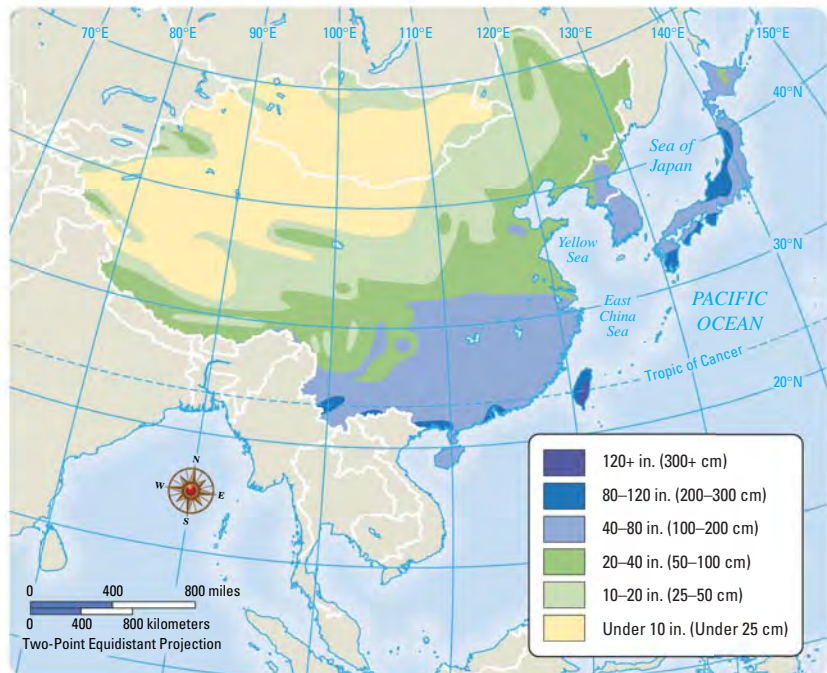 70°E
80°E
90°E
100°E
110°E
120°E
130°E
140°E
150°E
40°N
Sea of
Japan
30°N
Yellow
Sea
East
China
Sea
PACIFIC
OCEAN
Tropic of Cancer
20°N
N
W
E
S
120+ in. (300+ cm)
80–120 in. (200–300 cm)
40–80 in. (100–200 cm)
20–40 in. (50–100 cm)
10–20 in. (25–50 cm)
Under 10 in. (Under 25 cm)
0 400 800 miles
0 400 800 kilometers
Two-Point Equidistant Projection